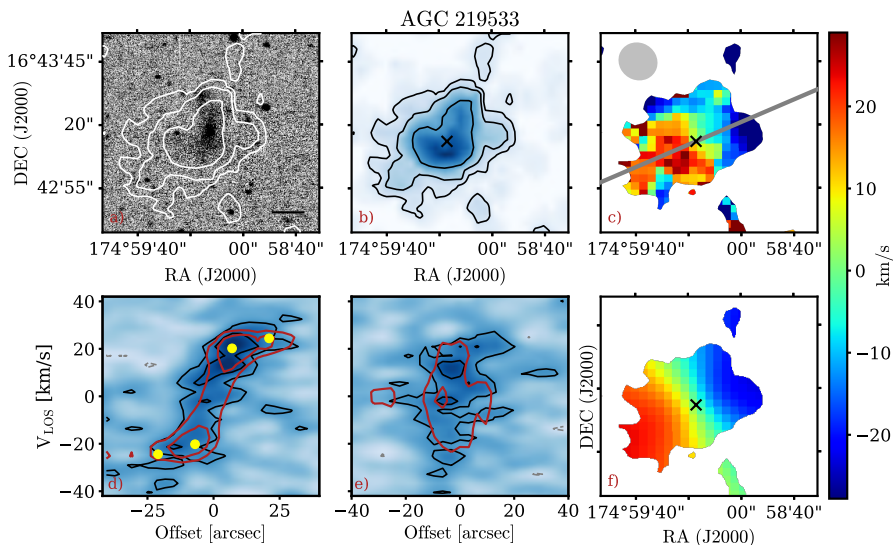 AGC 219533
16°43'45"
20"
42'55"
DEC (J2000)
a)
b)
c)
174°59'40"
00"
58'40"
174°59'40"
00"
58'40"
174°59'40"
00"
58'40"
RA (J2000)
RA (J2000)
20
10
0
−10
−20
km/s
40
20
0
−20
−40
V_LOS [km/s]
d)
e)
f)
DEC (J2000)
−25
0
25
−40
−20
0
20
40
174°59'40"
00"
58'40"
Offset [arcsec]
Offset [arcsec]
RA (J2000)